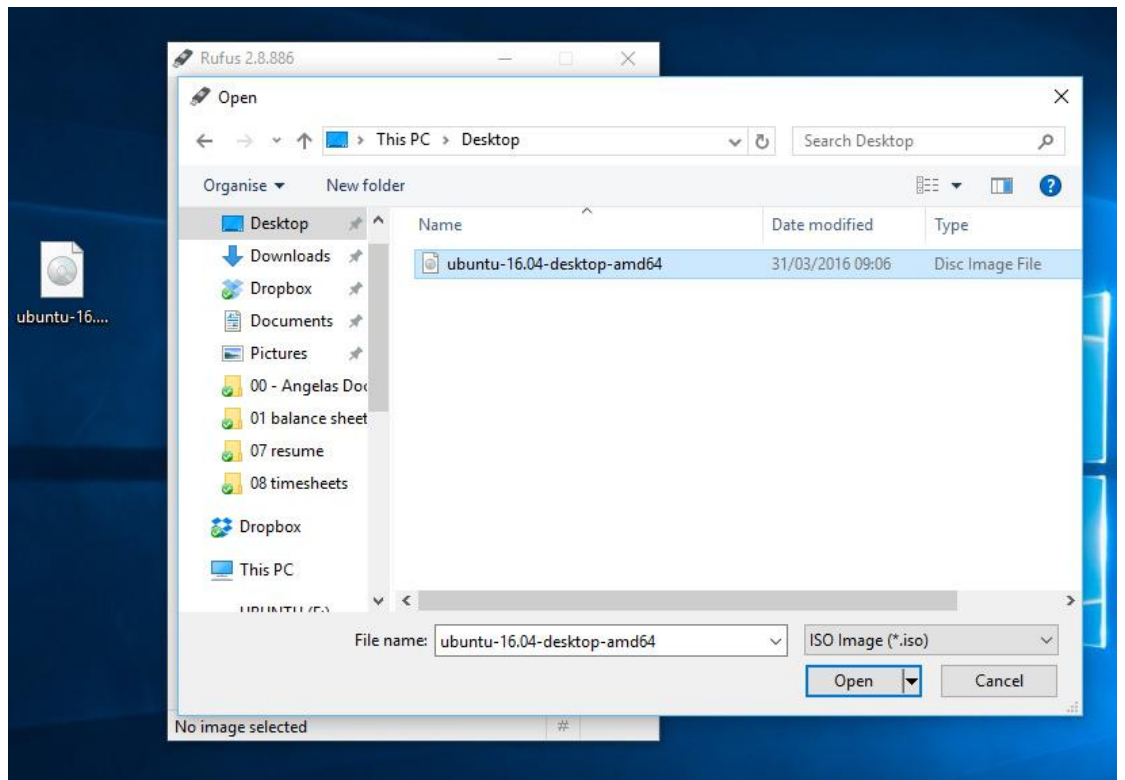 Rufus 2.8.886
Open
This PC > Desktop
Search Desktop
Organise
New folder
Desktop
Downloads
Dropbox
Documents
Pictures
00 - Angelas Doc
01 balance sheet
07 resume
08 timesheets
Dropbox
This PC
Name
Date modified
Type
ubuntu-16.04-desktop-amd64
31/03/2016 09:06
Disc Image File
ubuntu-16....
File name:
ubuntu-16.04-desktop-amd64
ISO Image (*.iso)
Open
Cancel
No image selected
#